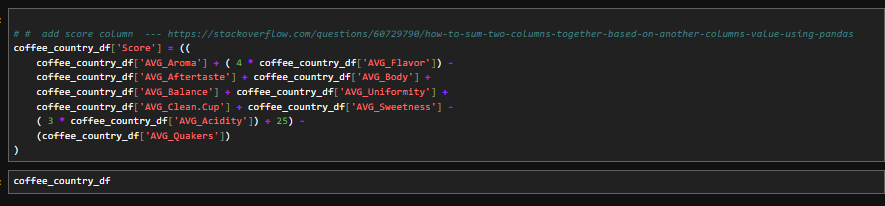 # # add score column --- https://stackoverflow.com/questions/60729790/how-to-sum-two-columns-together-based-on-another-columns-value-using-pandas
coffee_country_df['Score'] = ((
coffee_country_df['AVG_Aroma'] + ( 4 * coffee_country_df['AVG_Flavor']) -
coffee_country_df['AVG_Aftertaste'] + coffee_country_df['AVG_Body'] +
coffee_country_df['AVG_Balance'] + coffee_country_df['AVG_Uniformity'] +
coffee_country_df['AVG_Clean.Cup'] + coffee_country_df['AVG_Sweetness'] -
( 3 * coffee_country_df['AVG_Acidity']) + 25) -
(coffee_country_df['AVG_Quakers'])
)
coffee_country_df